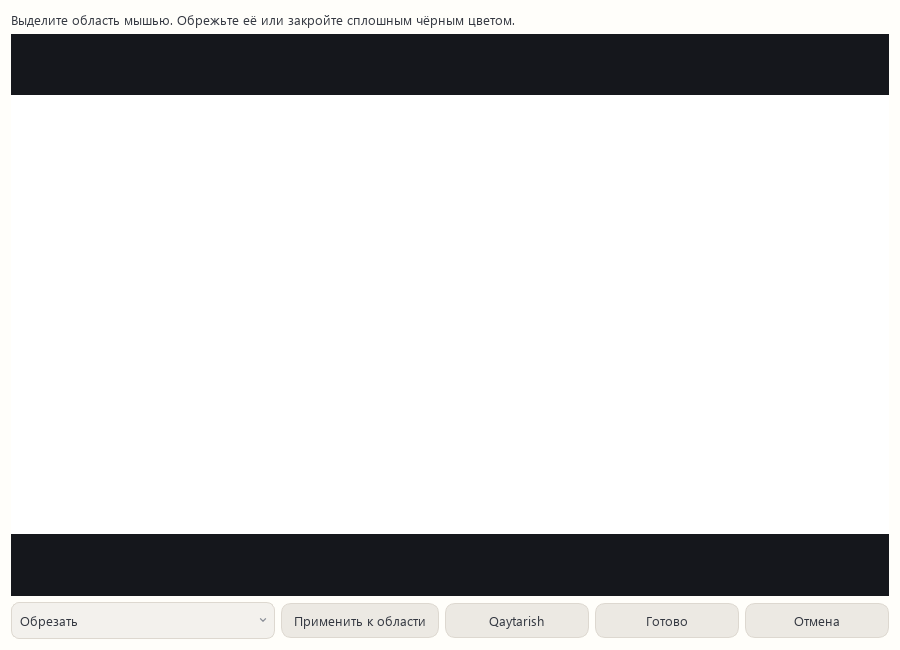 Выделите область мышью. Обрежьте её или закройте сплошным чёрным цветом.
Обрезать
Применить к области
Qaytarish
Готово
Отмена